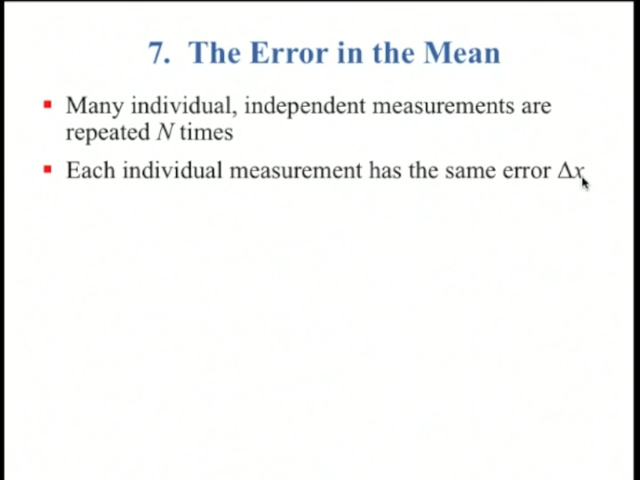 7. The Error in the Mean
Many individual, independent measurements are
repeated N times
Each individual measurement has the same error Δx